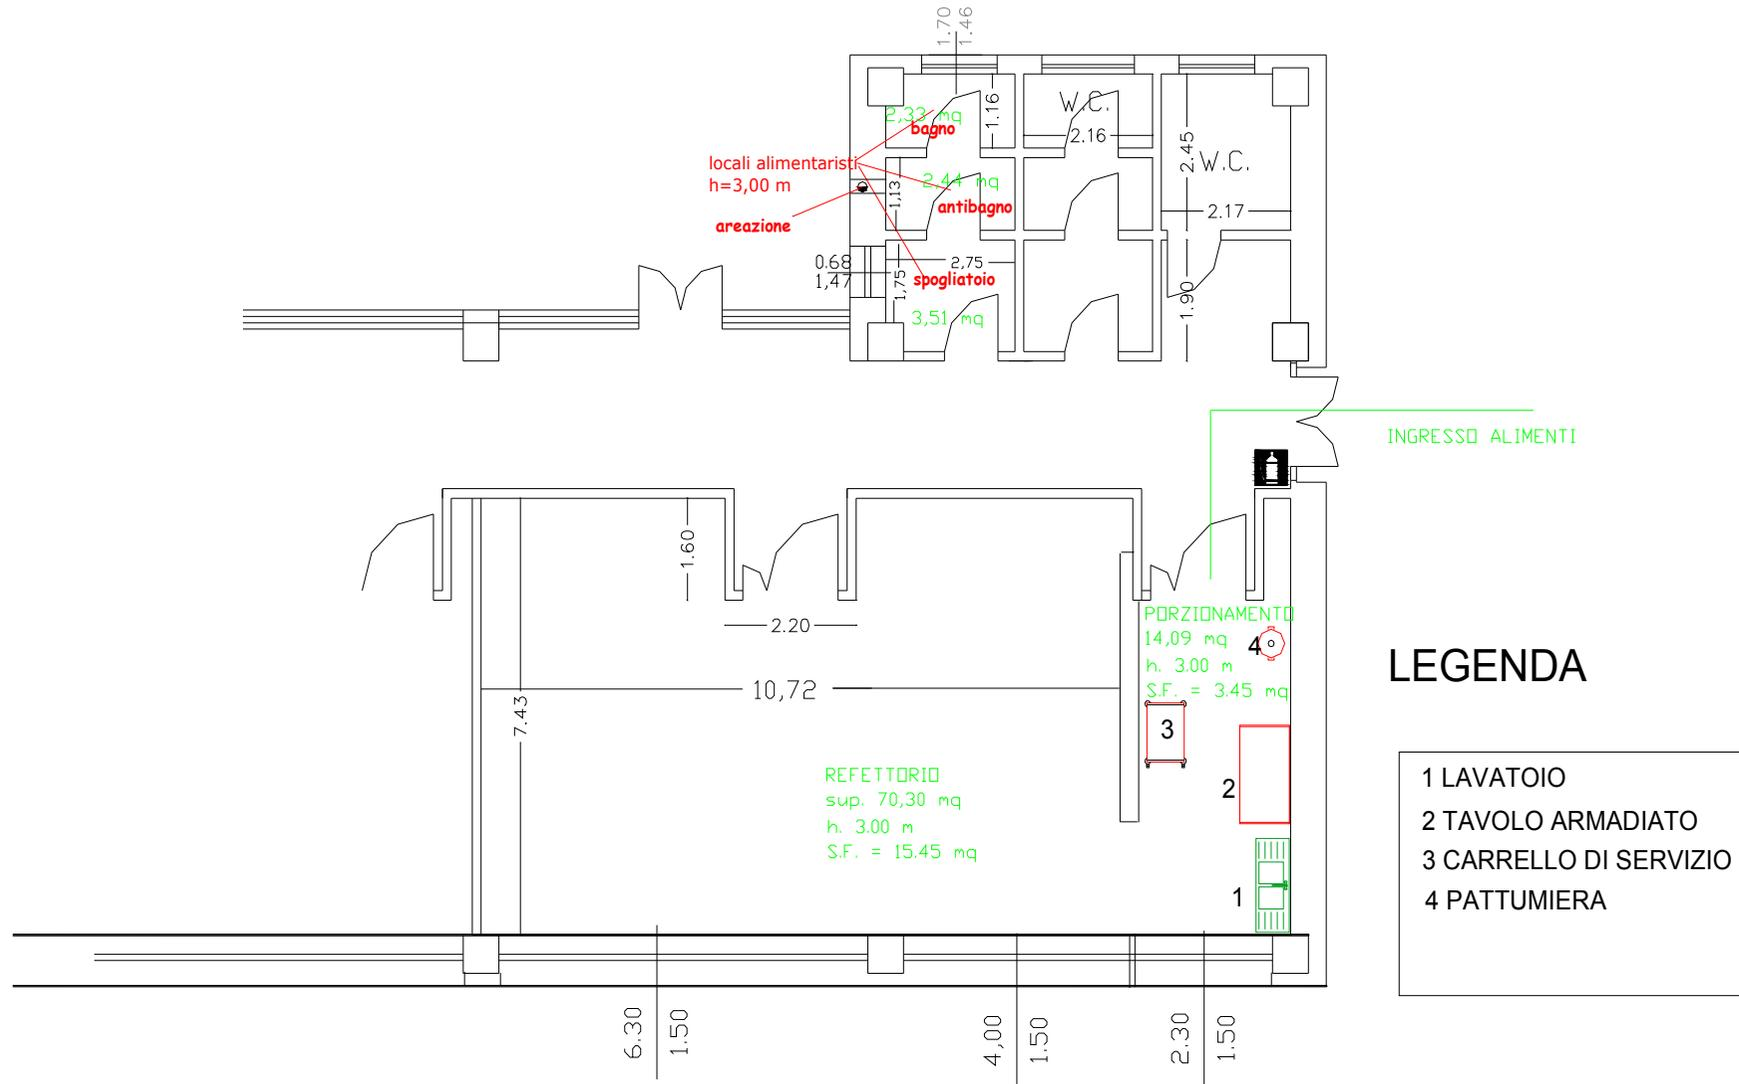 1.70
1.46
2,33 mq
bagno
1.16
W.C.
2.16
2.45
W.C.
locali alimentaristi
h=3,00 m
2,44 mq
1,13
antibagno
2.17
areazione
0.68
1,47
2,75
1,75
spogliatoio
1.90
3,51 mq
INGRESSO ALIMENTI
1.60
2.20
PORZIONAMENTO
14,09 mq
h. 3.00 m
S.F. = 3.45 mq
4
10,72
7.43
3
2
1
REFETTORIO
sup. 70,30 mq
h. 3.00 m
S.F. = 15.45 mq
LEGENDA
1 LAVATOIO
2 TAVOLO ARMADIATO
3 CARRELLO DI SERVIZIO
4 PATTUMIERA
6.30
1.50
4,00
1.50
2.30
1.50